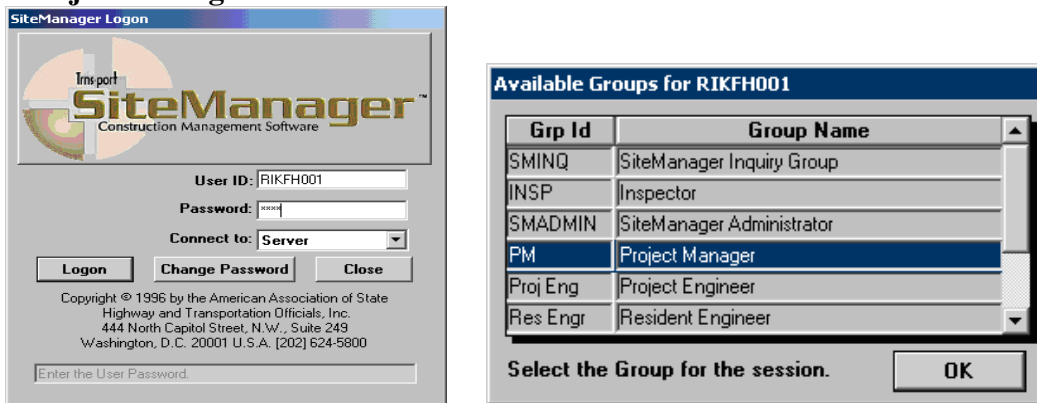 SiteManager Logon
Trns·port
SiteManager™
Construction Management Software
User ID: RIKFH001
Password: ****
Connect to: Server
Logon Change Password Close
Copyright © 1996 by the American Association of State
Highway and Transportation Officials, Inc.
444 North Capitol Street, N.W., Suite 249
Washington, D.C. 20001 U.S.A. [202] 624-5800
Enter the User Password.
Available Groups for RIKFH001
Grp Id Group Name
SMINQ SiteManager Inquiry Group
INSP Inspector
SMADMIN SiteManager Administrator
PM Project Manager
Proj Eng Project Engineer
Res Engr Resident Engineer
Select the Group for the session. OK